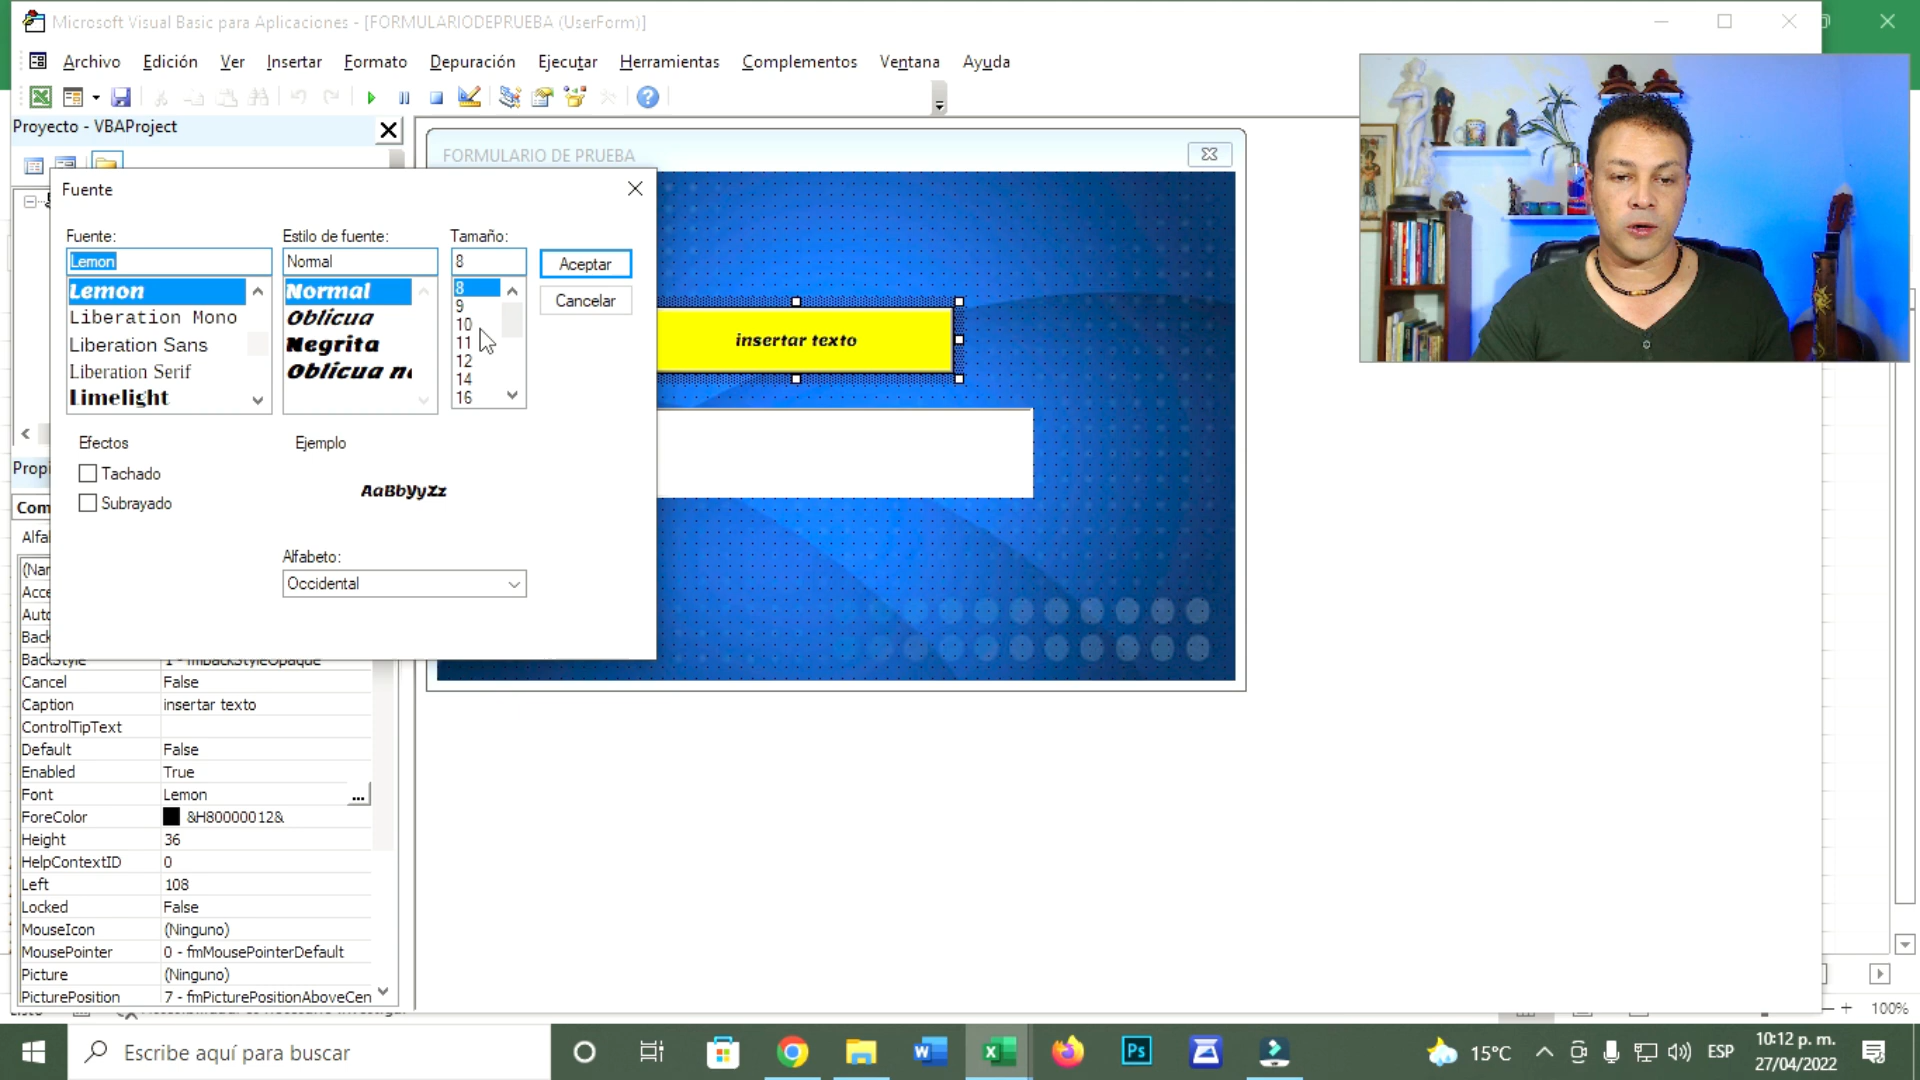 Microsoft Visual Basic para Aplicaciones - [FORMULARIODEPRUEBA (UserForm)]
Archivo Edición Ver Insertar Formato Depuración Ejecutar Herramientas Complementos Ventana Ayuda
Proyecto - VBAProject
FORMULARIO DE PRUEBA
Fuente
Fuente: Estilo de fuente: Tamaño:
Lemon Normal 8 Aceptar
Lemon Normal 8
Cancelar
9
Liberation Mono Oblicua 10
Liberation Sans Negrita 11
12
Liberation Serif Oblicua 14
Limelight 16
insertar texto
Efectos Ejemplo
Tachado
AaBbYyZz
Subrayado
Alfabeto:
Occidental
Cancel False
Caption insertar texto
ControlTipText
Default False
Enabled True
Font Lemon ...
ForeColor &H80000012&
Height 36
HelpContextID 0
Left 108
Locked False
MouseIcon (Ninguno)
MousePointer 0 - fmMousePointerDefault
Picture (Ninguno)
PicturePosition 7 - fmPicturePositionAboveCen
100%
Escribe aquí para buscar
Ps
15°C ESP
10:12 p. m.
27/04/2022